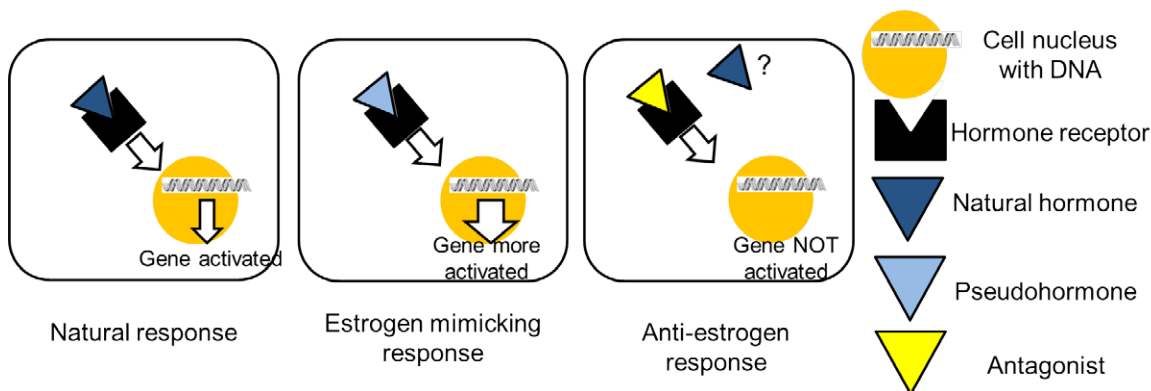 Gene activated
Natural response
Gene more
activated
Estrogen mimicking
response
?
Gene NOT
activated
Anti-estrogen
response
Cell nucleus
with DNA
Hormone receptor
Natural hormone
Pseudohormone
Antagonist